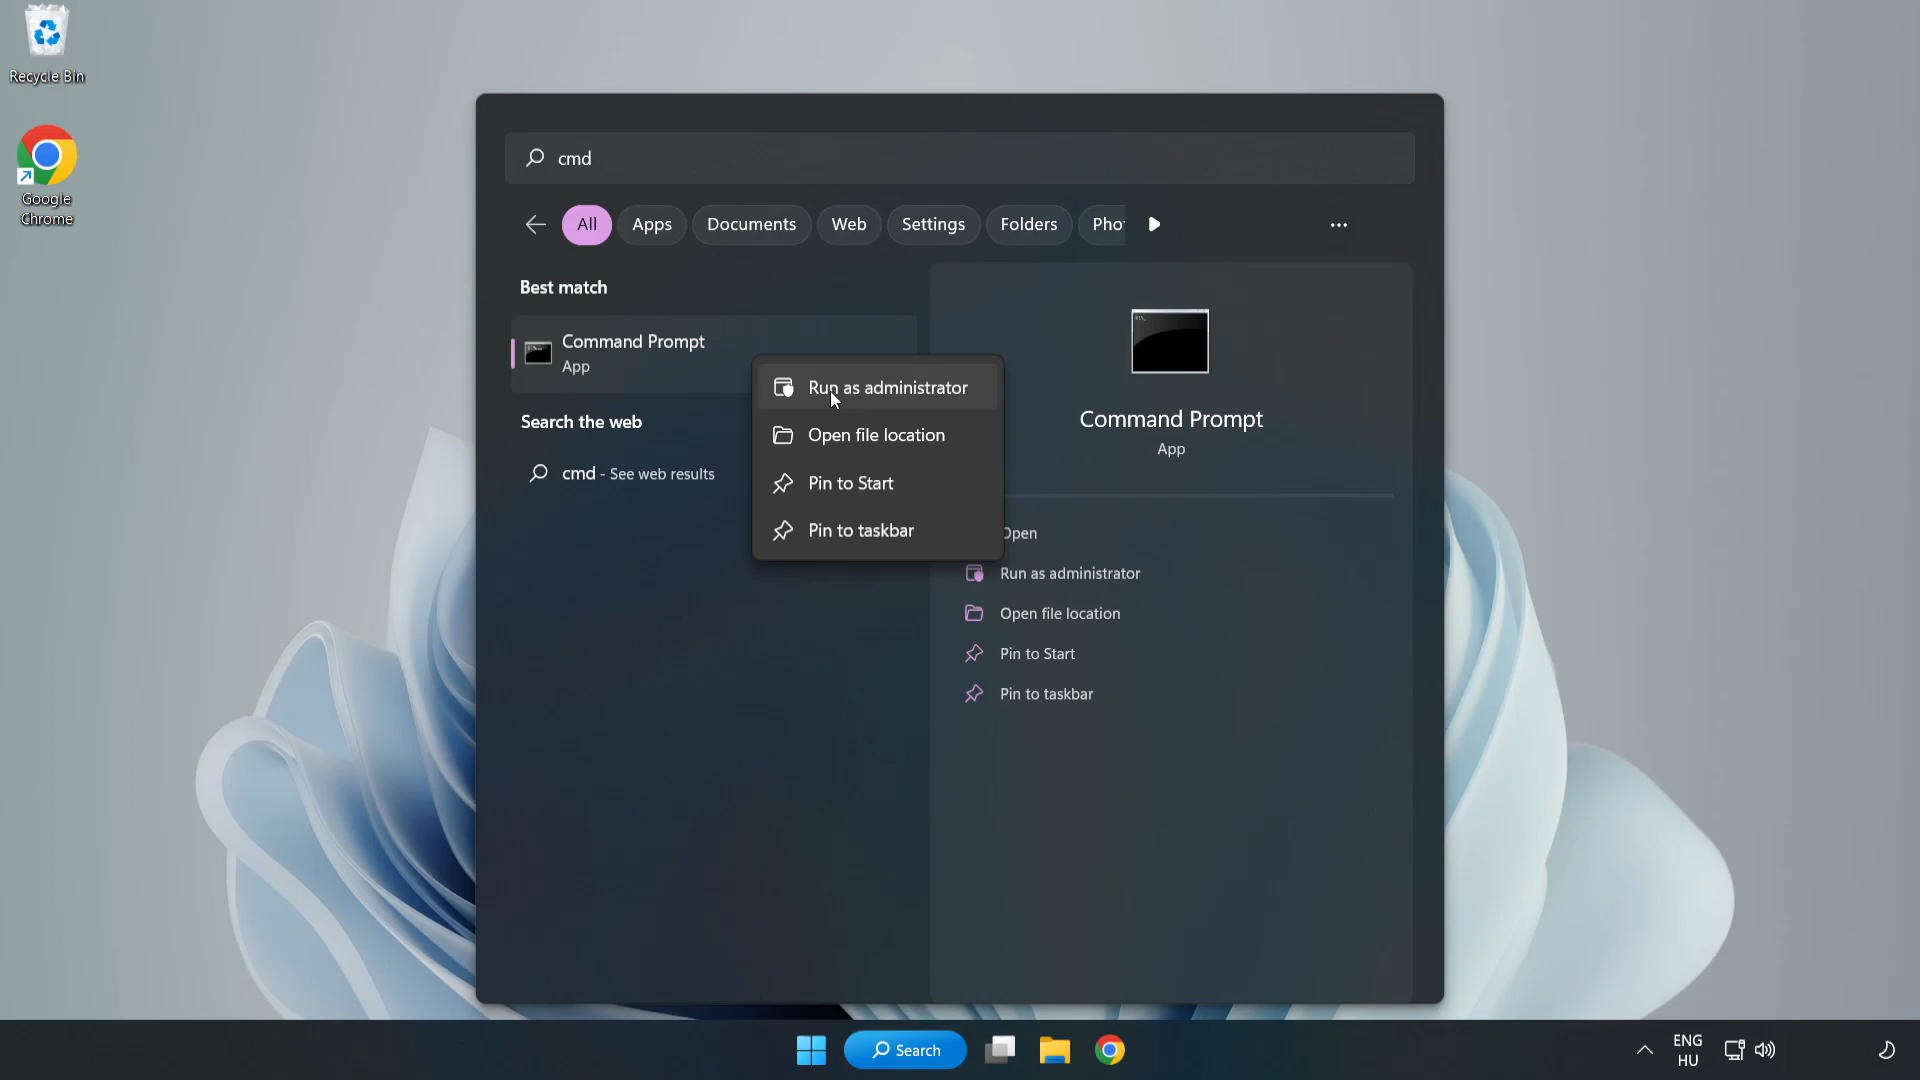 Recycle Bin
Google
Chrome
cmd
All
Apps
Documents
Web
Settings
Folders
Best match
Command Prompt
App
Search the web
cmd - See web results
Run as administrator
Open file location
Pin to Start
Pin to taskbar
Command Prompt
App
Open
Run as administrator
Open file location
Pin to Start
Pin to taskbar
Search
ENG
HU